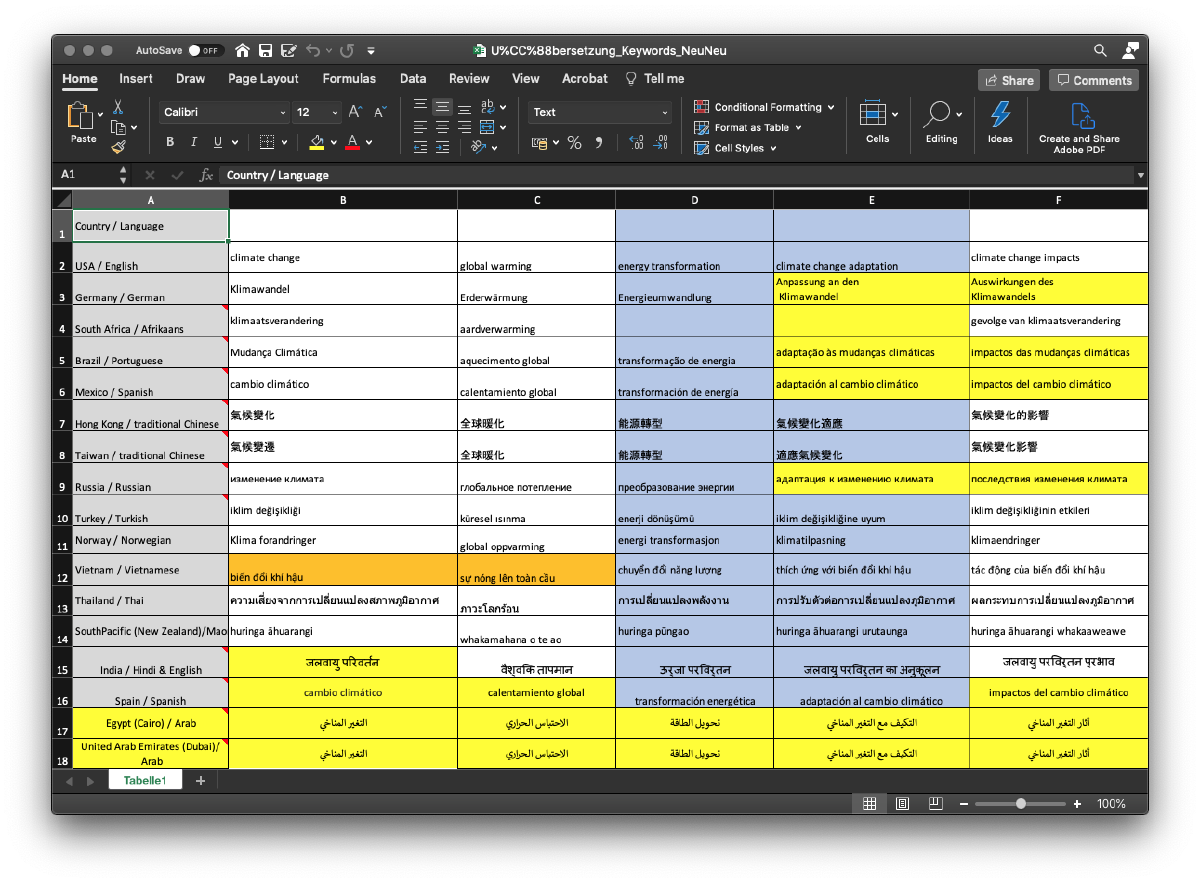 AutoSave OFF U%CC%88bersetzung_Keywords_NeuNeu
Home Insert Draw Page Layout Formulas Data Review View Acrobat Tell me Share Comments
Paste Calibri 12 Text Conditional Formatting Format as Table Cell Styles Cells Editing Ideas Create and Share Adobe PDF
A1 fx Country / Language
A B C D E F
1 Country / Language
2 USA / English climate change global warming energy transformation climate change adaptation climate change impacts
3 Germany / German Klimawandel Erderwärmung Energieumwandlung Anpassung an den Klimawandel Auswirkungen des Klimawandels
4 South Africa / Afrikaans klimaatsverandering aardverwarming gevolge van klimaatsverandering
5 Brazil / Portuguese Mudança Climática aquecimento global transformação de energia adaptação às mudanças climáticas impactos das mudanças climáticas
6 Mexico / Spanish cambio climático calentamiento global transformación de energía adaptación al cambio climático impactos del cambio climático
7 Hong Kong / traditional Chinese 氣候變化 全球暖化 能源轉型 氣候變化適應 氣候變化的影響
8 Taiwan / traditional Chinese 氣候變遷 全球暖化 能源轉型 適應氣候變化 氣候變化影響
9 Russia / Russian изменение климата глобальное потепление преобразование энергии адаптация к изменению климата последствия изменения климата
10 Turkey / Turkish iklim değişikliği küresel ısınma enerji dönüşümü iklim değişikliğine uyum iklim değişikliğinin etkileri
11 Norway / Norwegian Klima forandringer global oppvarming energi transformasjon klimatilpasning klimaendringer
12 Vietnam / Vietnamese biến đổi khí hậu sự nóng lên toàn cầu chuyển đổi năng lượng thích ứng với biến đổi khí hậu tác động của biến đổi khí hậu
13 Thailand / Thai ความเสี่ยงจากการเปลี่ยนแปลงสภาพภูมิอากาศ ภาวะโลกร้อน การเปลี่ยนแปลงพลังงาน การปรับตัวต่อการเปลี่ยนแปลงภูมิอากาศ ผลกระทบการเปลี่ยนแปลงภูมิอากาศ
14 SouthPacific (New Zealand)/Mao huringa āhuarangi whakamahana o te ao huringa pūngao huringa āhuarangi urutaunga huringa āhuarangi whakaaweawe
15 India / Hindi & English जलवायु परिवर्तन वैश्विक तापमान ऊर्जा परिवर्तन जलवायु परिवर्तन का अनुकूलन जलवायु परिवर्तन प्रभाव
16 Spain / Spanish cambio climático calentamiento global transformación energética adaptación al cambio climático impactos del cambio climático
17 Egypt (Cairo) / Arab التغير المناخي الاحتباس الحراري تحويل الطاقة التكيف مع التغير المناخي آثار التغير المناخي
18 United Arab Emirates (Dubai)/ Arab التغير المناخي الاحتباس الحراري تحويل الطاقة التكيف مع التغير المناخي آثار التغير المناخي
Tabelle1
100%